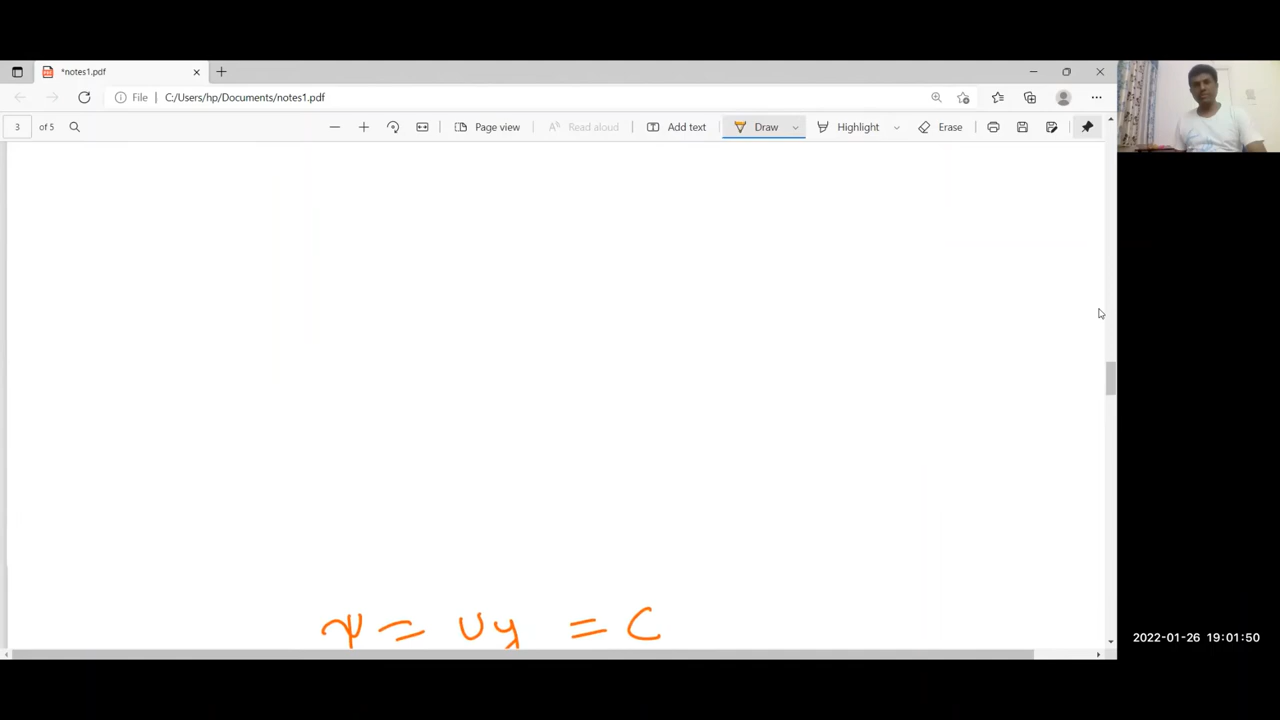 *notes1.pdf
File C:/Users/hp/Documents/notes1.pdf
3 of 5 Page view Read aloud Add text Draw Highlight Erase
ψ = Uy = C
2022-01-26 19:01:50